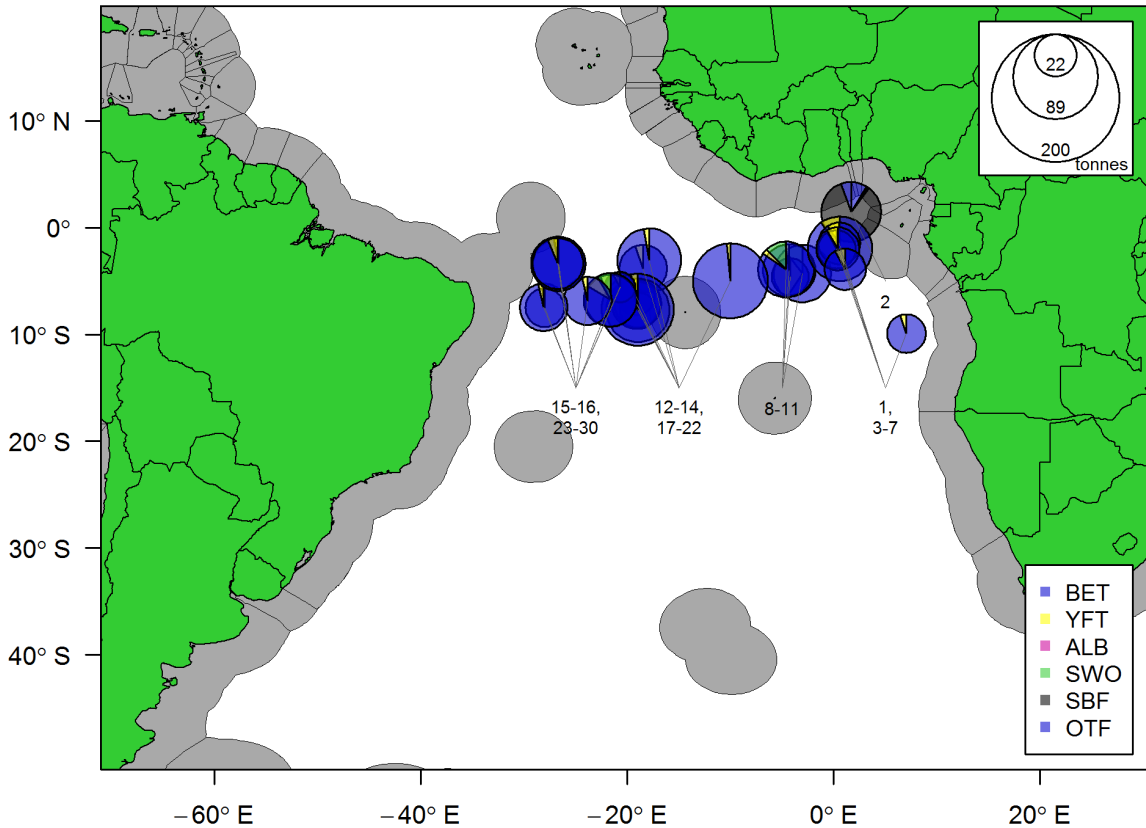 22
89
200
tonnes
10° N
0°
10° S
20° S
30° S
40° S
2
15-16,
23-30
12-14,
17-22
8-11
1,
3-7
BET
YFT
ALB
SWO
SBF
OTF
−60° E
−40° E
−20° E
0° E
20° E